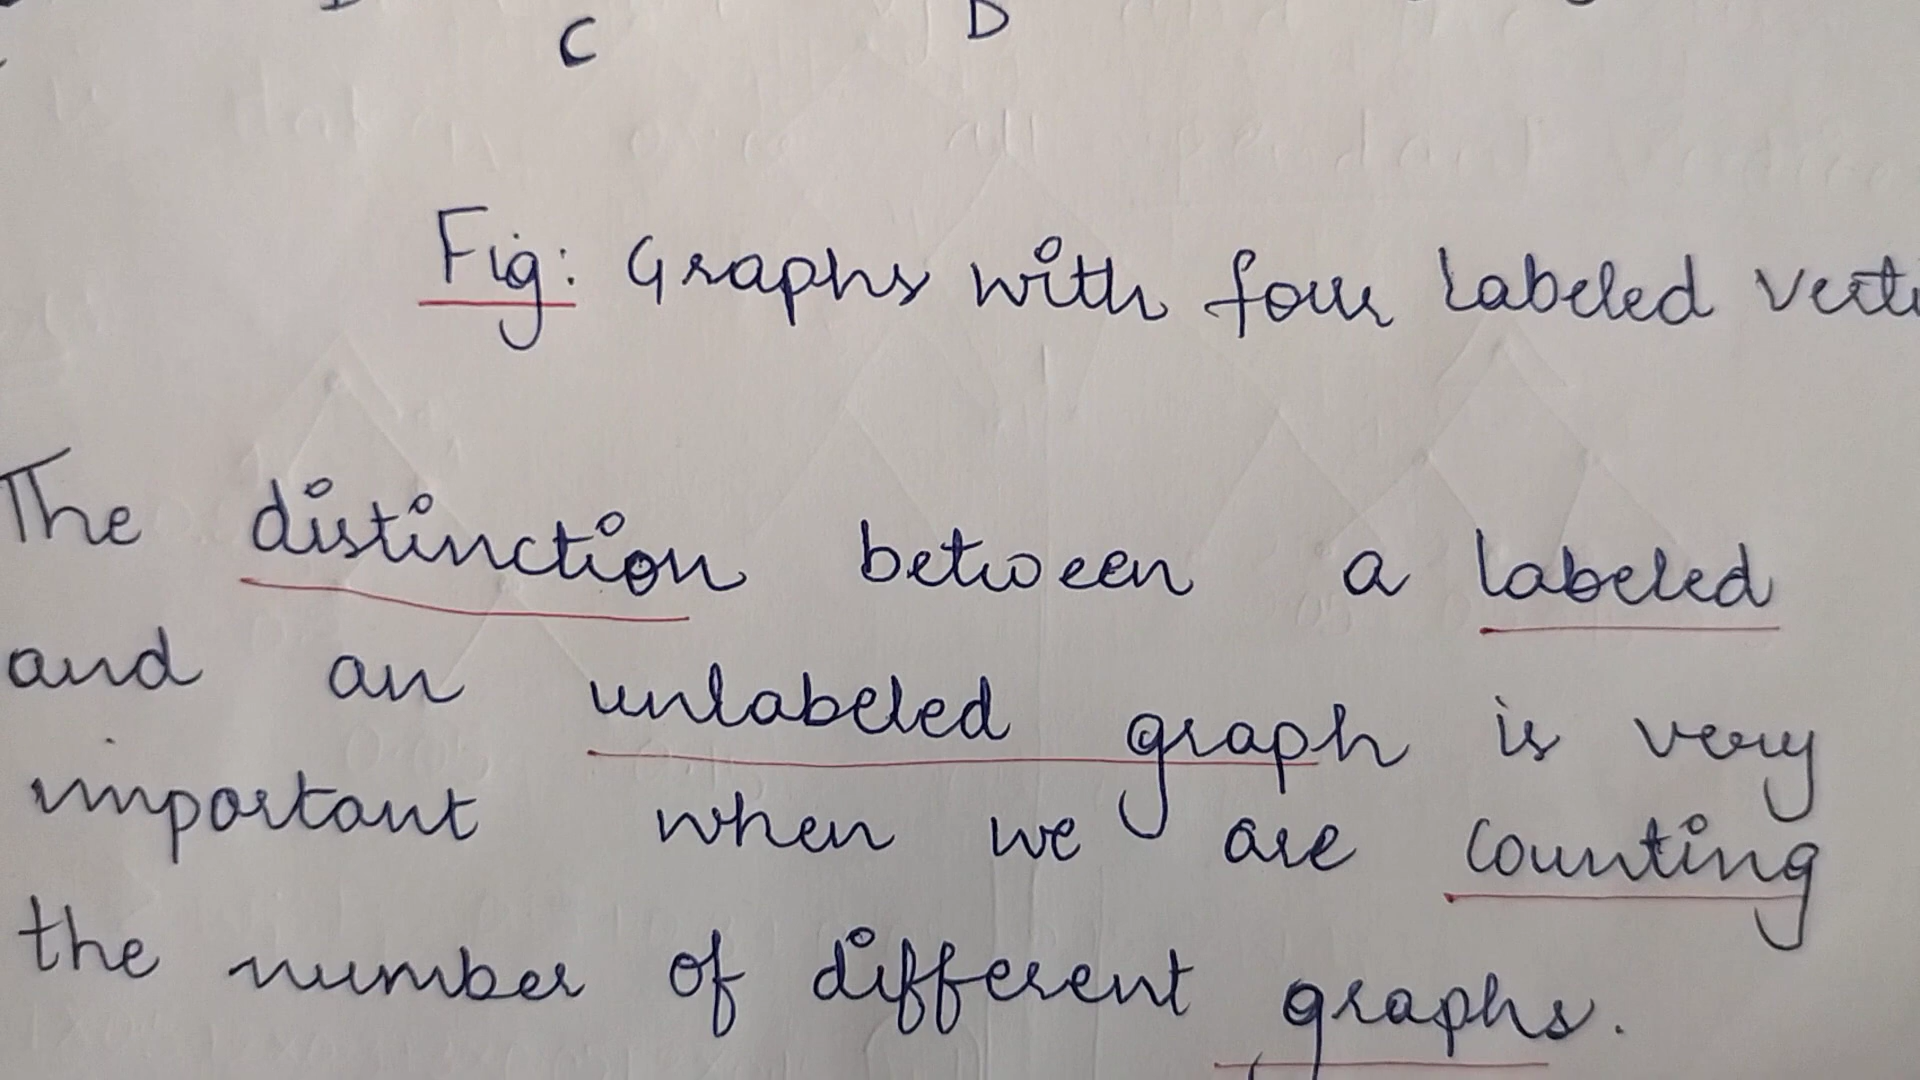 C D
Fig: Graphs with four labeled verti
The distinction between a labeled
and an unlabeled graph is very
important when we are counting
the number of different graphs.